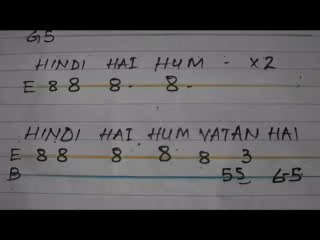 G5
HINDI HAI HUM - X2
E 8 8 8 - 8 -
HINDI HAI HUM VATAN HAI
E 8 8 8 8 8 3
B 55 65